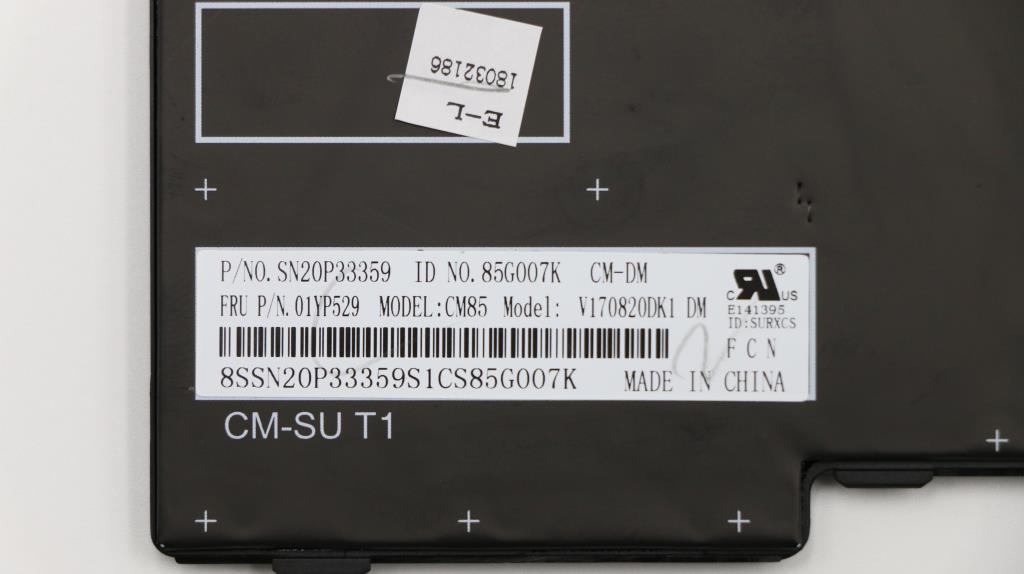 E-L
18032186
P/NO. SN20P33359 ID NO. 85G007K CM-DM
FRU P/N. 01YP529 MODEL:CM85 Model: V170820DK1 DM
C RU ® US
E141395
ID:SURXCS
F C N
8SSN20P33359S1CS85G007K MADE IN CHINA
CM-SU T1